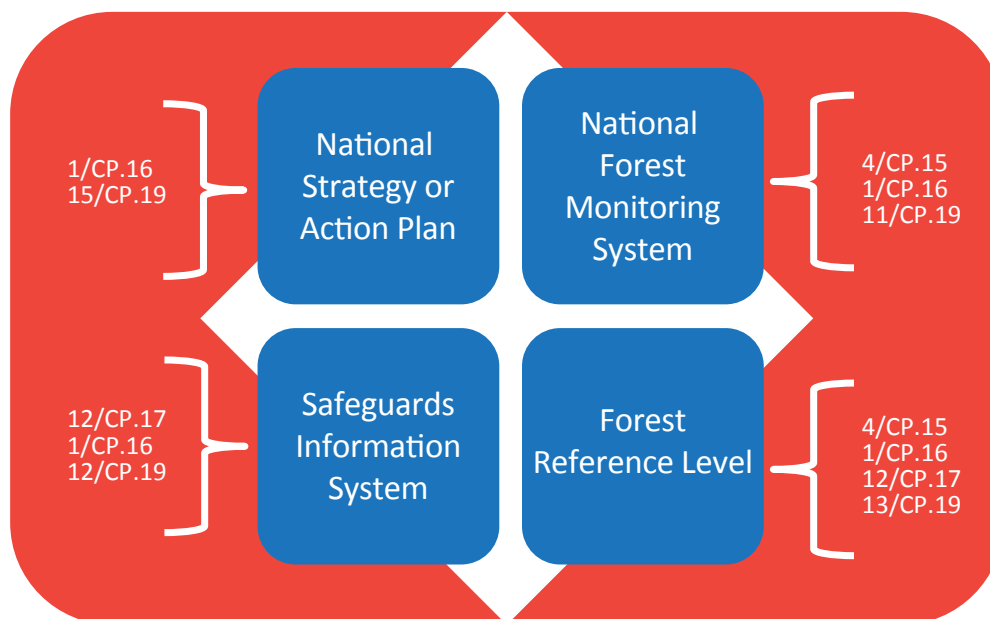 1/CP.16
15/CP.19
National
Strategy or
Action Plan
National
Forest
Monitoring
System
4/CP.15
1/CP.16
11/CP.19
12/CP.17
1/CP.16
12/CP.19
Safeguards
Information
System
Forest
Reference Level
4/CP.15
1/CP.16
12/CP.17
13/CP.19